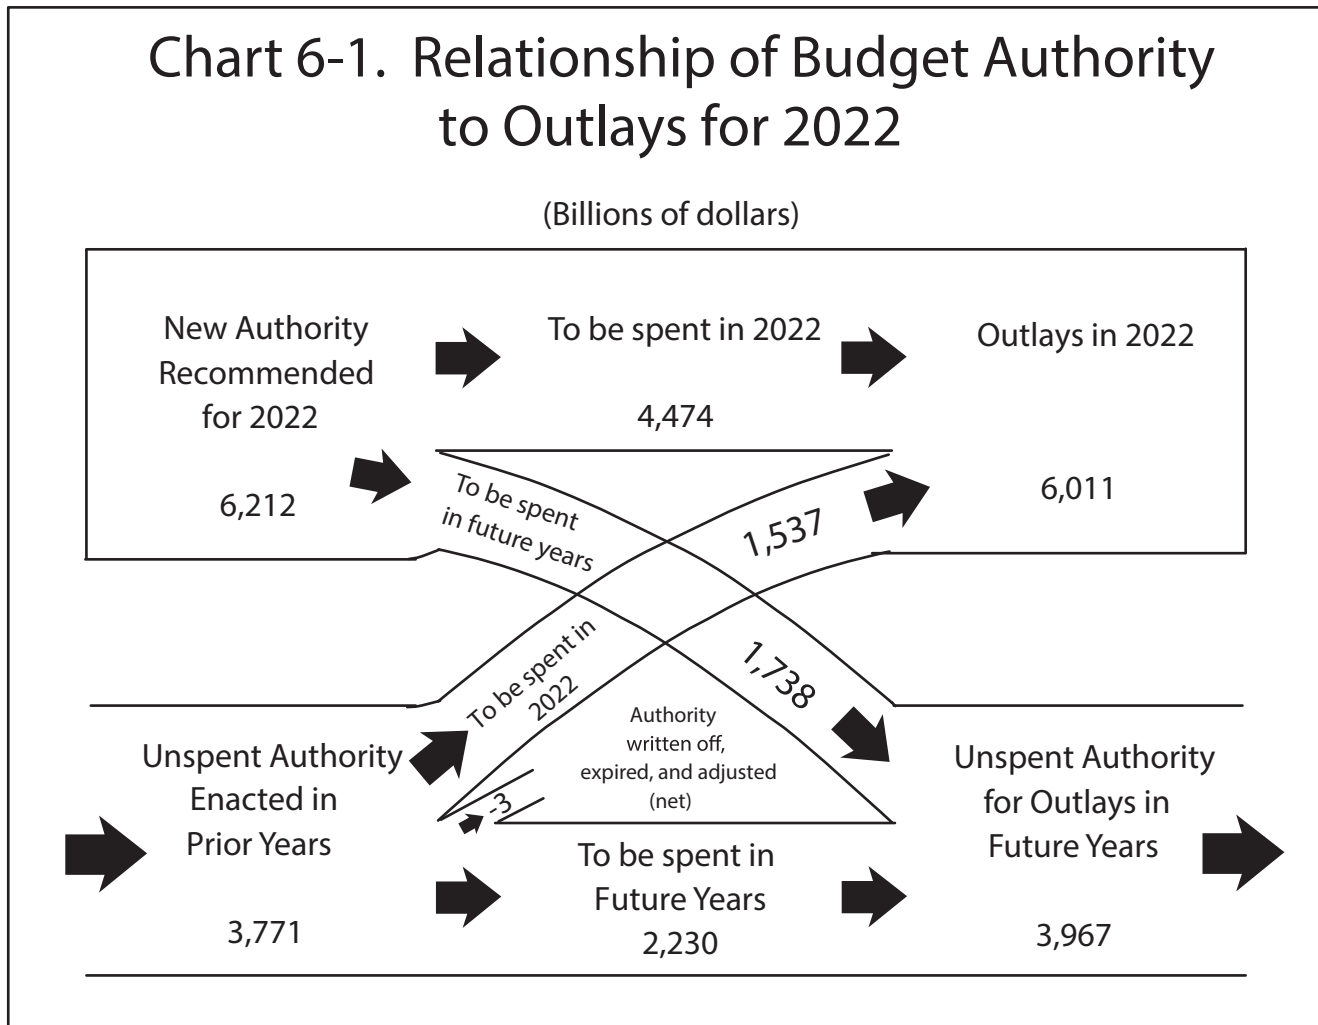 Chart 6-1. Relationship of Budget Authority
to Outlays for 2022
(Billions of dollars)
New Authority
Recommended
for 2022
6,212
To be spent in 2022
4,474
Outlays in 2022
6,011
To be spent
in future years
1,537
To be spent in
2022
1,738
Authority
written off,
expired, and adjusted
(net)
-3
Unspent Authority
Enacted in
Prior Years
3,771
To be spent in
Future Years
2,230
Unspent Authority
for Outlays in
Future Years
3,967